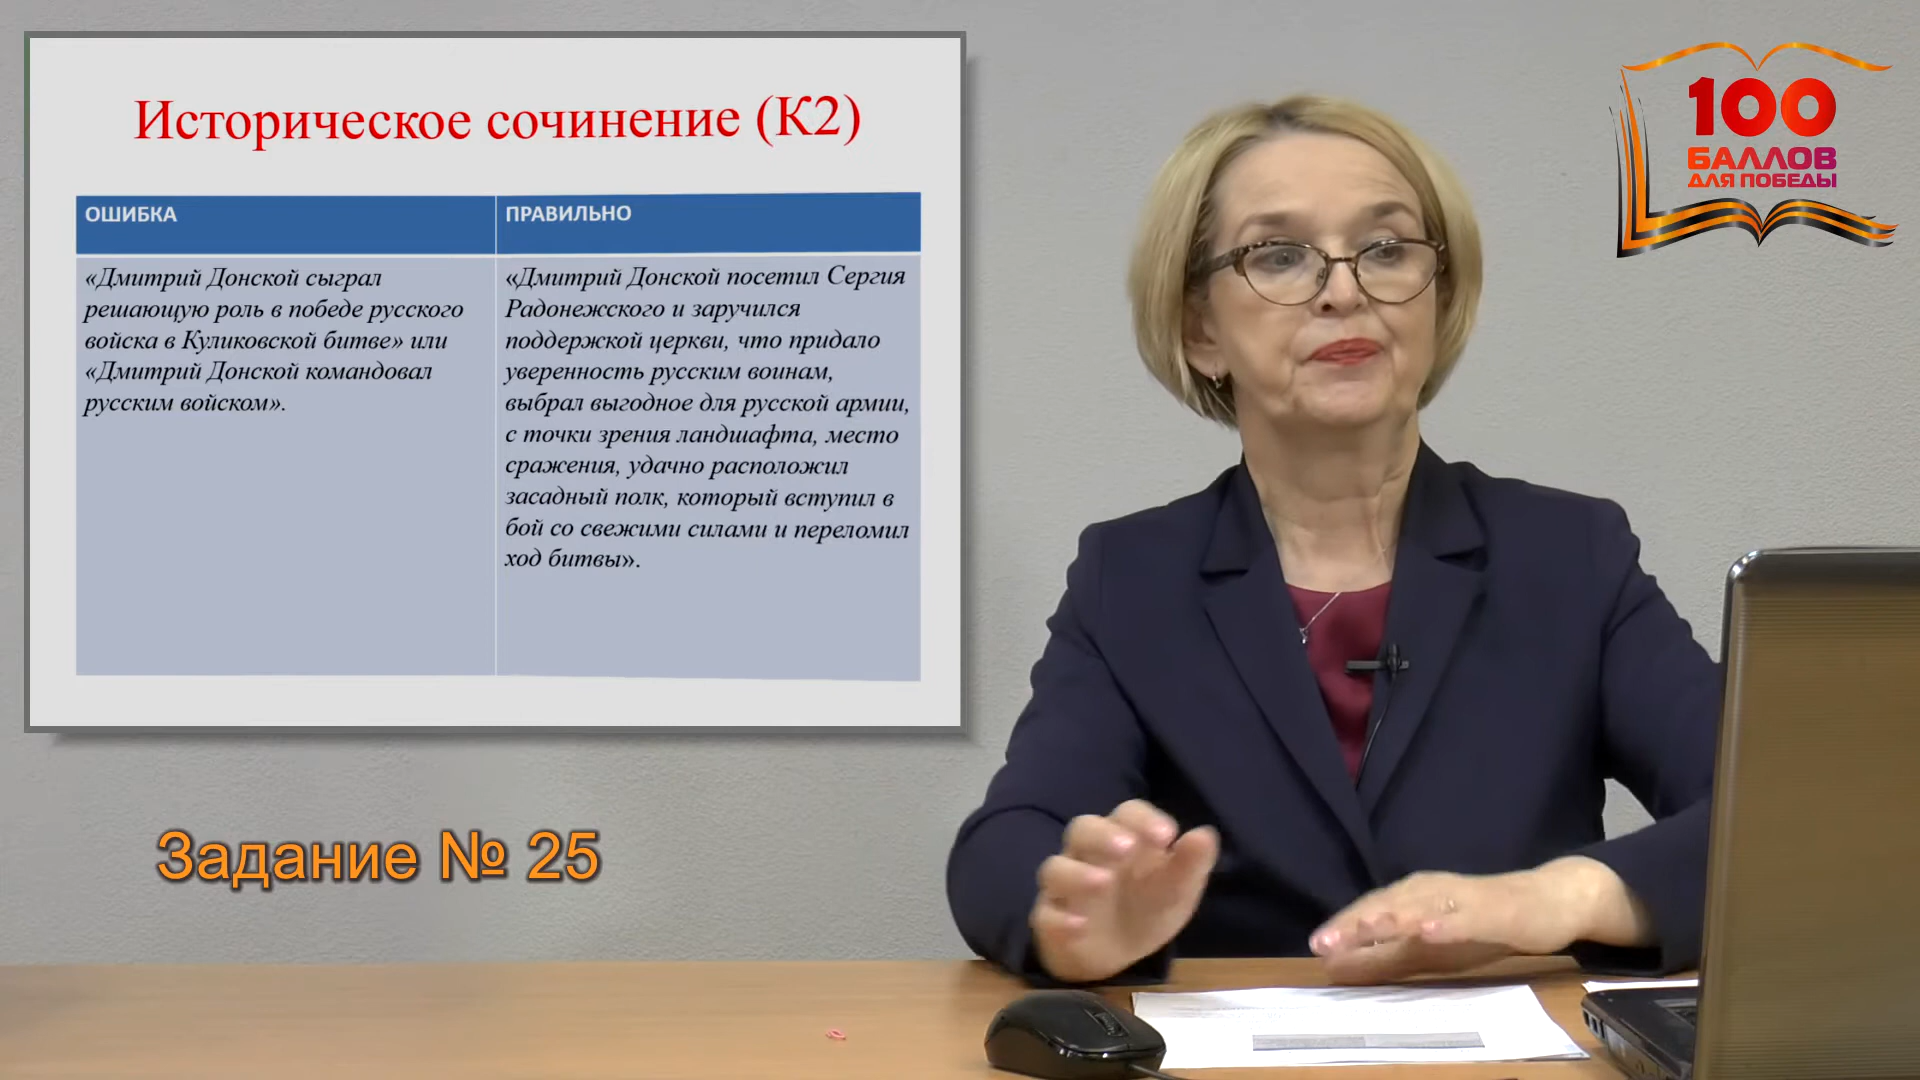 Историческое сочинение (К2)
ОШИБКА
ПРАВИЛЬНО
«Дмитрий Донской сыграл
решающую роль в победе русского
войска в Куликовской битве» или
«Дмитрий Донской командовал
русским войском».
«Дмитрий Донской посетил Сергия
Радонежского и заручился
поддержкой церкви, что придало
уверенность русским воинам,
выбрал выгодное для русской армии,
с точки зрения ландшафта, место
сражения, удачно расположил
засадный полк, который вступил в
бой со свежими силами и переломил
ход битвы».
100
БАЛЛОВ
ДЛЯ ПОБЕДЫ
Задание № 25